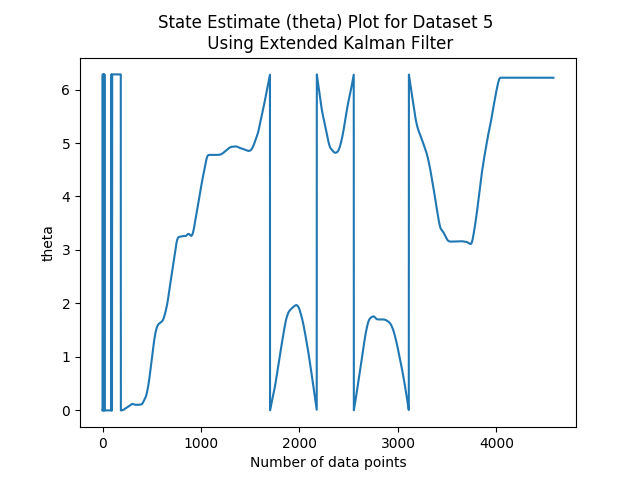 State Estimate (theta) Plot for Dataset 5
Using Extended Kalman Filter
theta
6
5
4
3
2
1
0
0 1000 2000 3000 4000
Number of data points